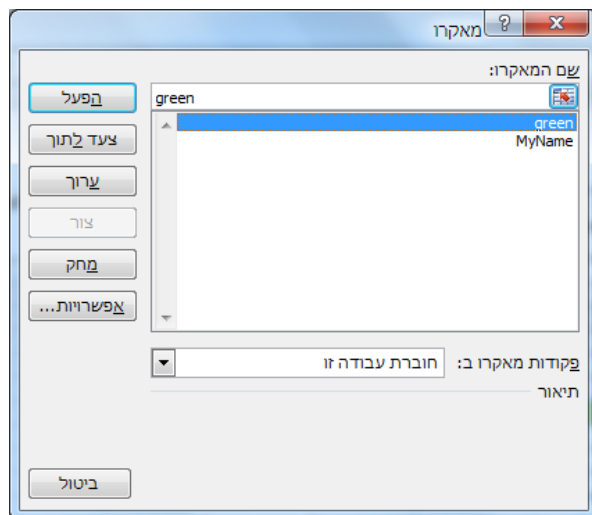 מאקרו
שם המאקרו:
green
הפעל
green
MyName
צעד לתוך
ערוך
צור
מחק
אפשרויות...
פקודות מאקרו ב: חוברת עבודה זו
תיאור
ביטול